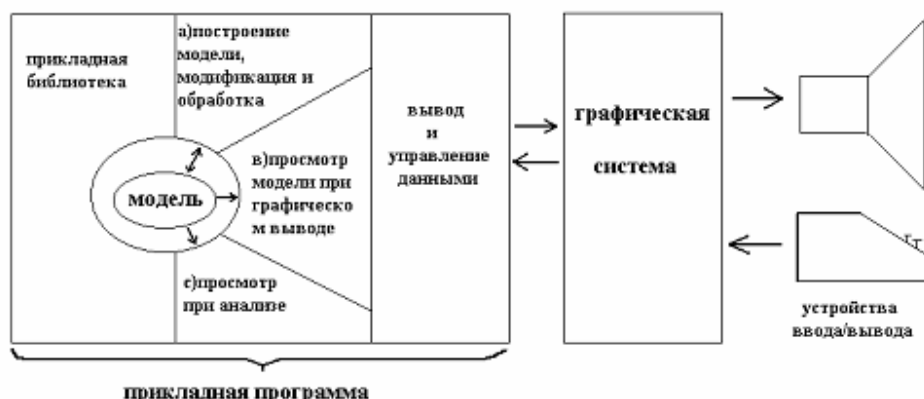 прикладная
библиотека
а)построение
модели,
модификация и
обработка
модель
в)просмотр
модели при
графическо
м выводе
с)просмотр
при анализе
вывод
и
управление
данными
графическая
система
устройства
ввода/вывода
прикладная программа